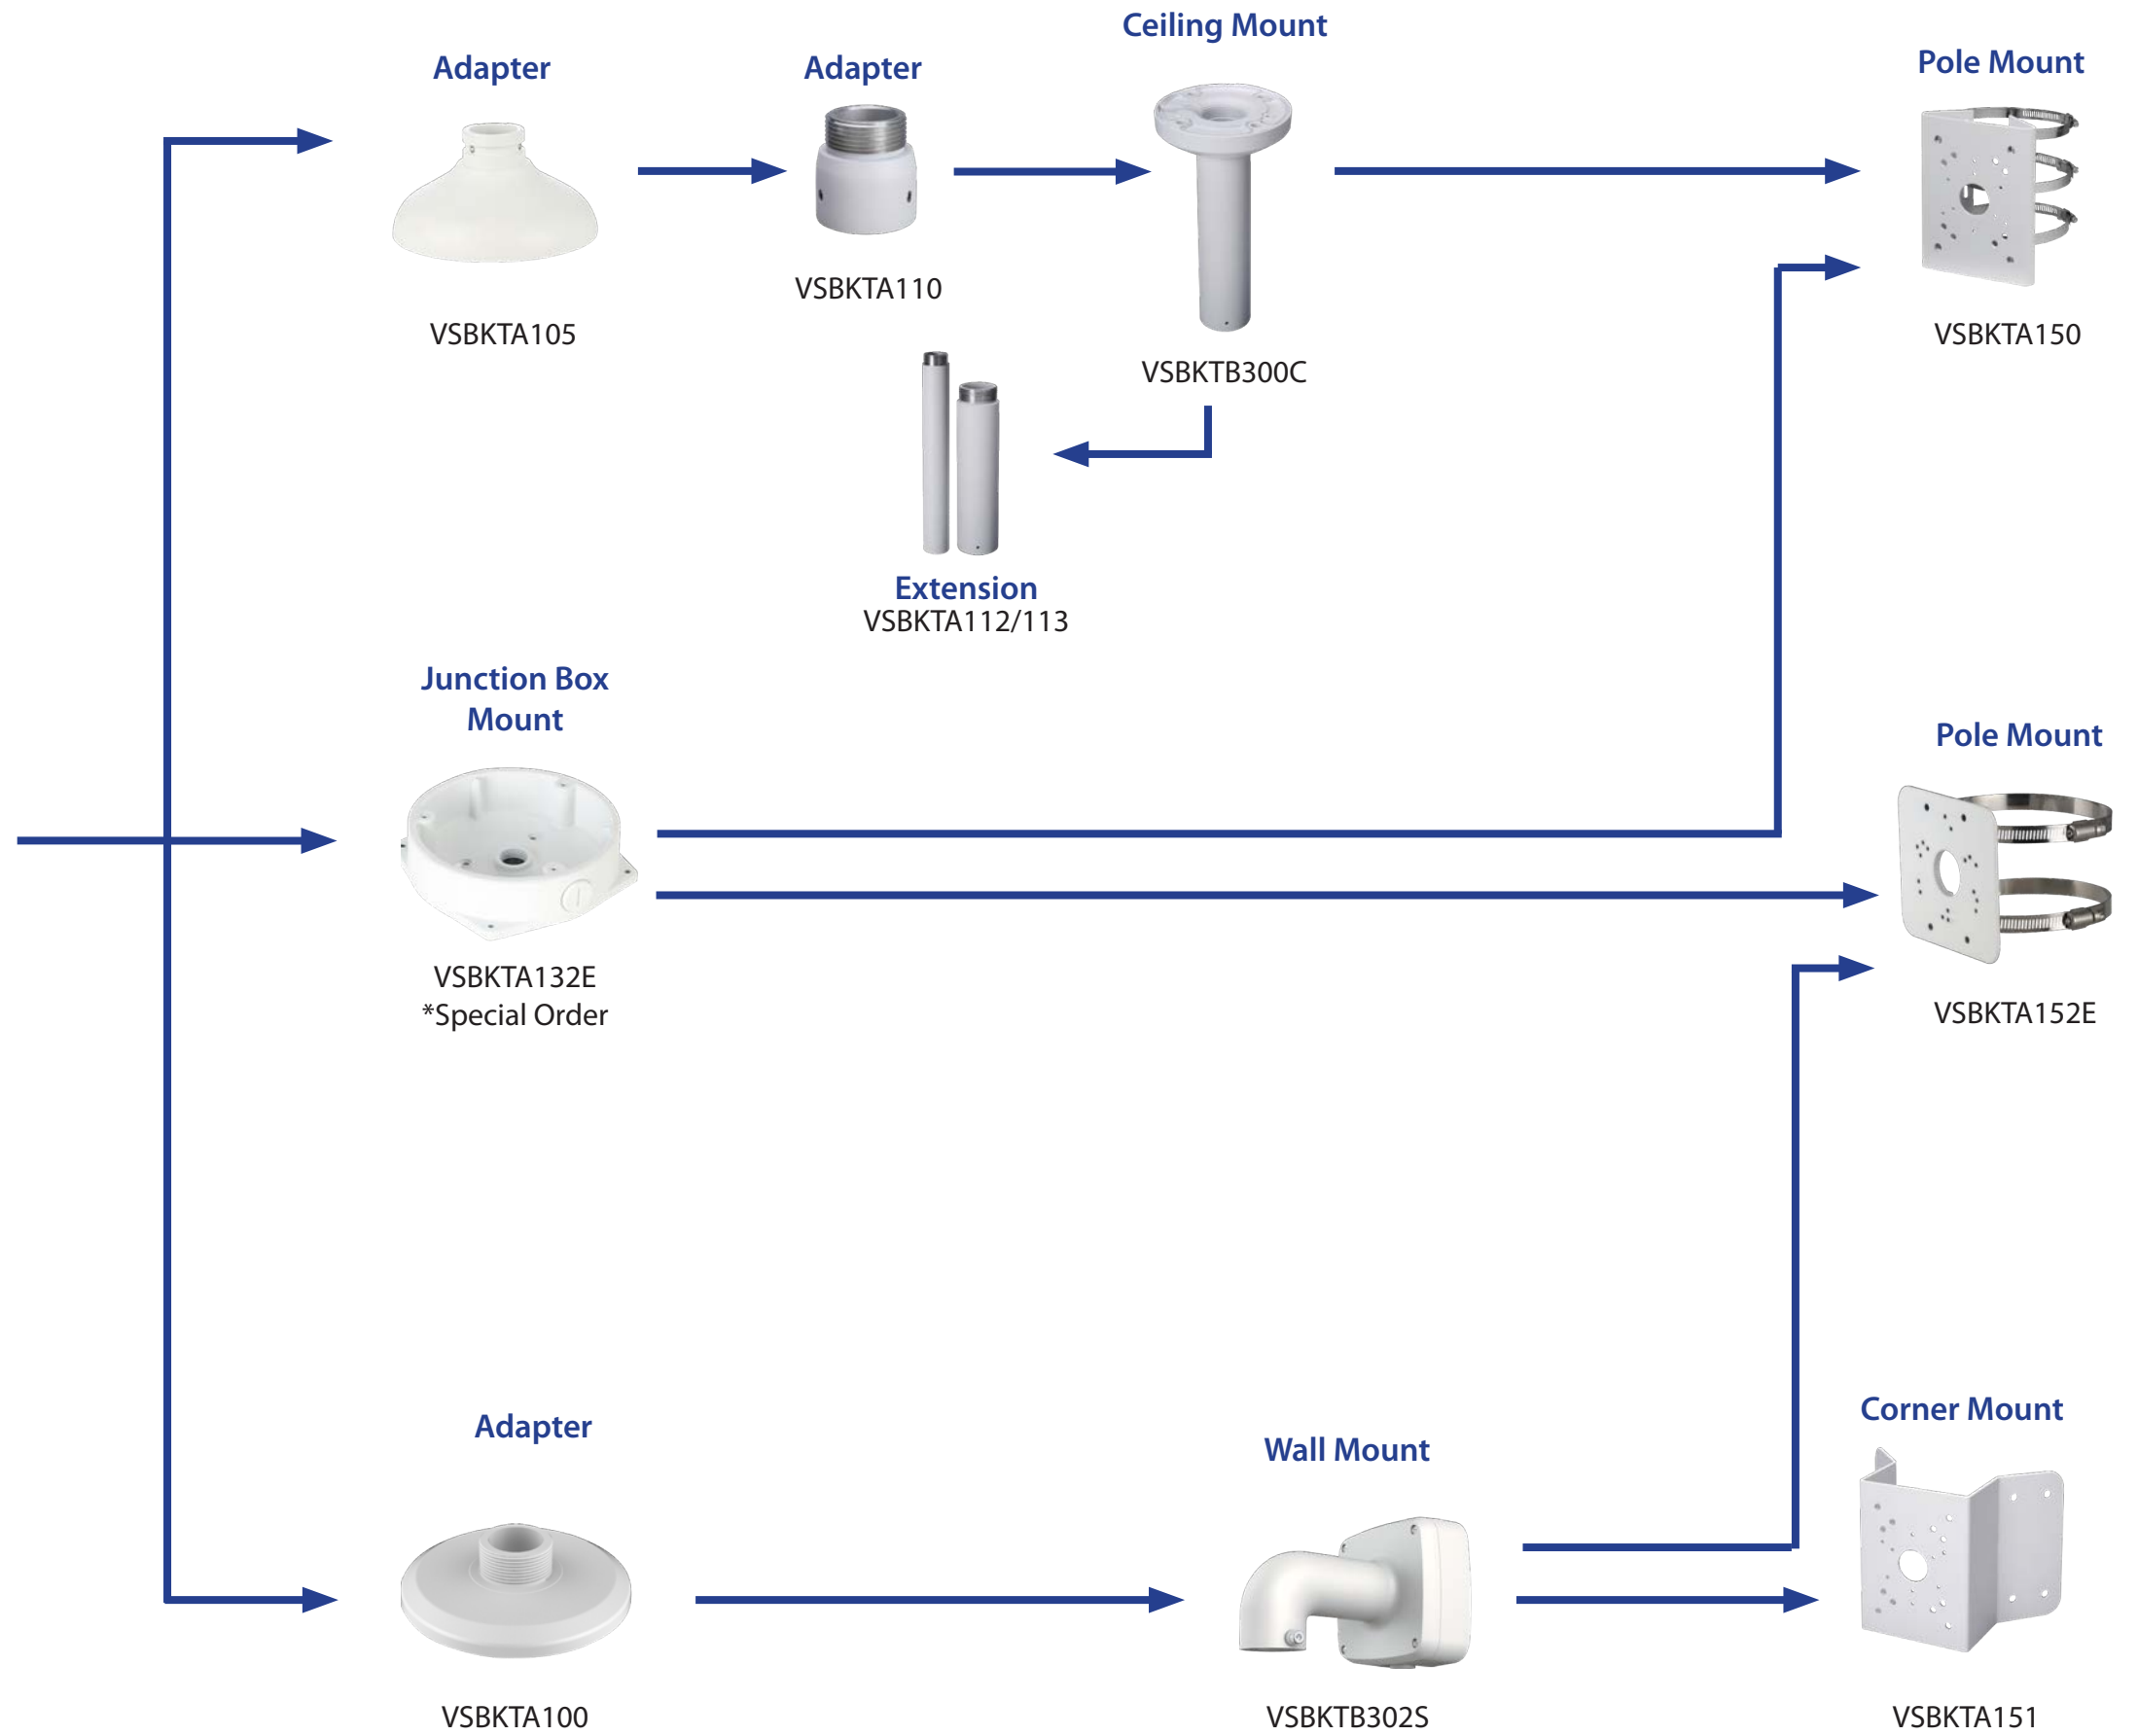 Ceiling Mount
Adapter
Adapter
Pole Mount
VSBKTA105
VSBKTA110
VSBKTB300C
VSBKTA150
Extension
VSBKTA112/113
Junction Box
Mount
VSBKTA132E
*Special Order
Pole Mount
VSBKTA152E
Adapter
VSBKTA100
Wall Mount
VSBKTB302S
Corner Mount
VSBKTA151